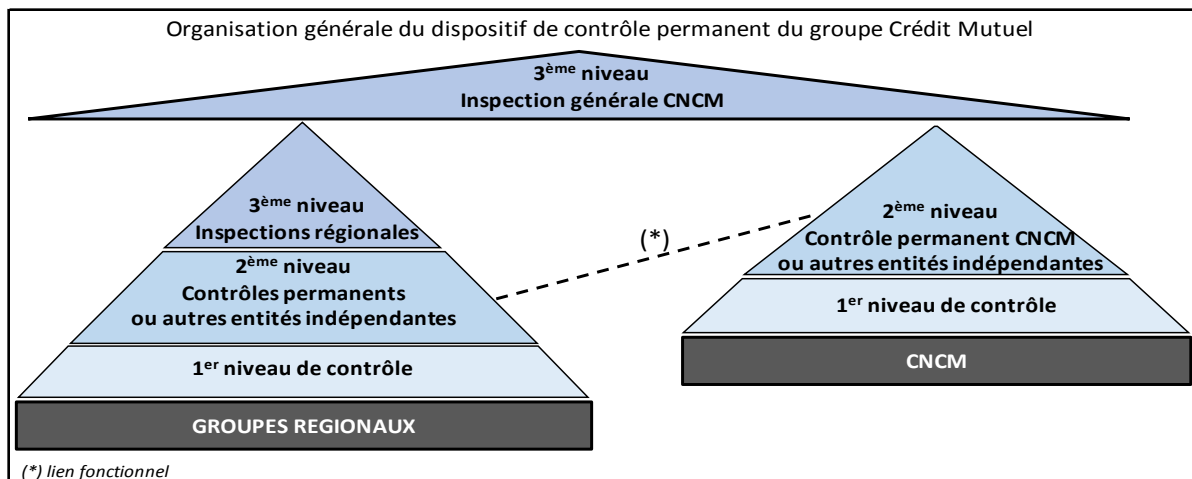 Organisation générale du dispositif de contrôle permanent du groupe Crédit Mutuel
3ème niveau
Inspection générale CNCM
3ème niveau
Inspections régionales
2ème niveau
Contrôles permanents
ou autres entités indépendantes
1er niveau de contrôle
GROUPES REGIONAUX
(*)
2ème niveau
Contrôle permanent CNCM
ou autres entités indépendantes
1er niveau de contrôle
CNCM
(*) lien fonctionnel